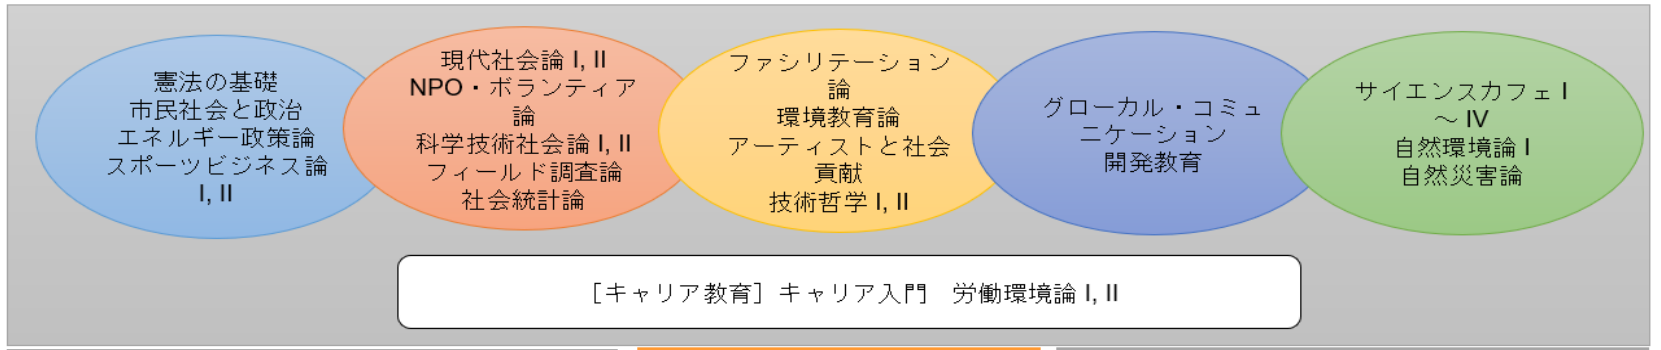 憲法の基礎
市民社会と政治
エネルギー政策論
スポーツビジネス論
I, II
現代社会論 I, II
NPO・ボランティア
論
科学技術社会論 I, II
フィールド調査論
社会統計論
ファシリテーション
論
環境教育論
アーティストと社会
貢献
技術哲学 I, II
グローカル・コミュ
ニケーション
開発教育
サイエンスカフェ I
～ IV
自然環境論 I
自然災害論
［キャリア教育］キャリア入門　労働環境論 I, II